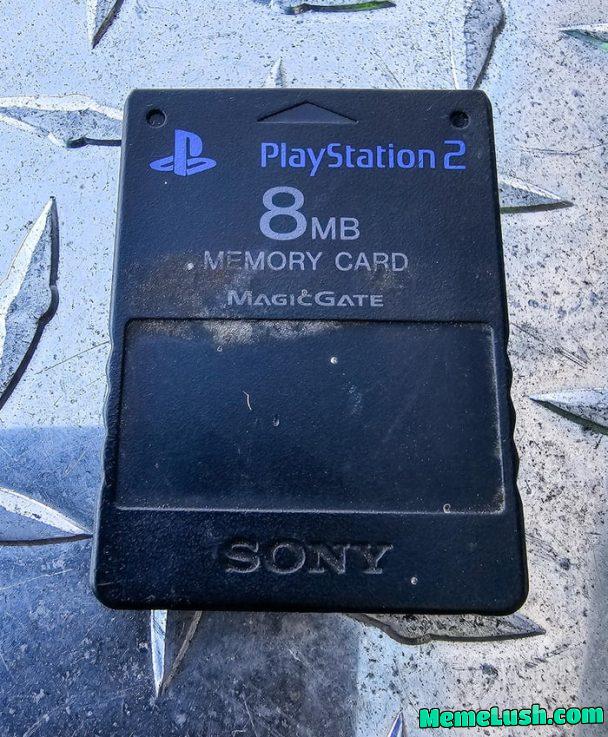 PlayStation 2
8MB
MEMORY CARD
MAGICGATE
SONY
MemeLush.com